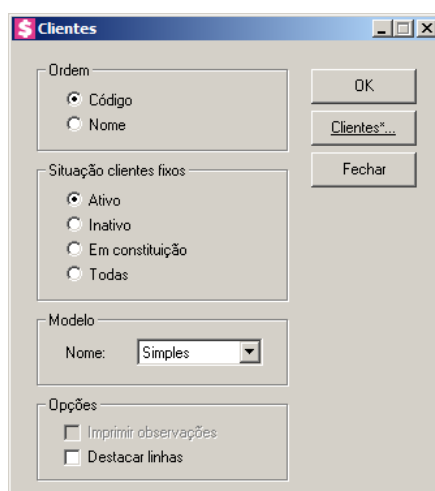 Clientes
Ordem
Código
Nome
OK
Clientes*...
Fechar
Situação clientes fixos
Ativo
Inativo
Em constituição
Todas
Modelo
Nome: Simples
Opções
Imprimir observações
Destacar linhas